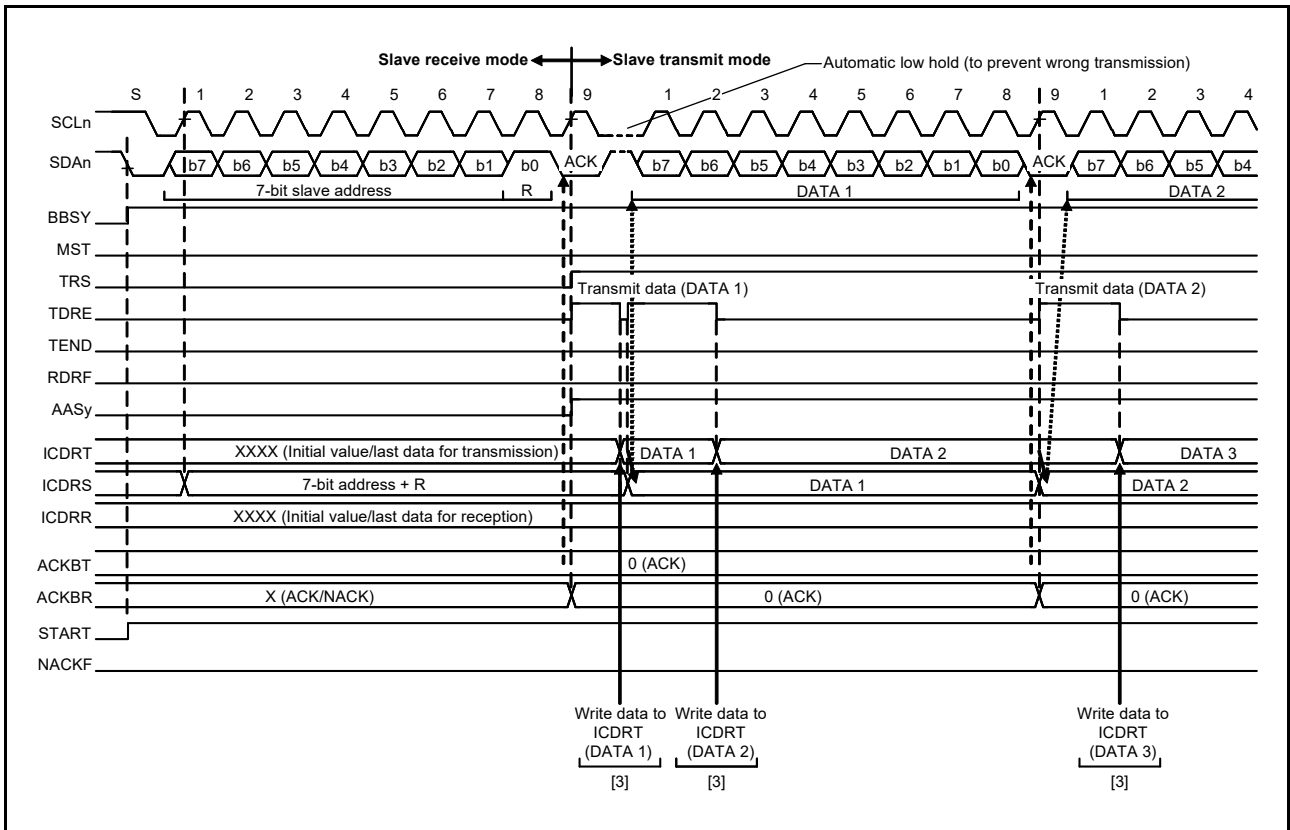 Slave receive mode Slave transmit mode
Automatic low hold (to prevent wrong transmission)
S 1 2 3 4 5 6 7 8 9 1 2 3 4 5 6 7 8 9 1 2 3 4
SCLn
SDAn b7 b6 b5 b4 b3 b2 b1 b0 ACK b7 b6 b5 b4 b3 b2 b1 b0 ACK b7 b6 b5 b4
7-bit slave address R DATA 1 DATA 2
BBSY
MST
TRS
Transmit data (DATA 1) Transmit data (DATA 2)
TDRE
TEND
RDRF
AASy
ICDRT XXXX (Initial value/last data for transmission) DATA 1 DATA 2 DATA 3
ICDRS 7-bit address + R DATA 1 DATA 2
ICDRR XXXX (Initial value/last data for reception)
ACKBT 0 (ACK)
ACKBR X (ACK/NACK) 0 (ACK) 0 (ACK)
START
NACKF
Write data to Write data to Write data to
ICDRT ICDRT ICDRT
(DATA 1) (DATA 2) (DATA 3)
[3] [3] [3]